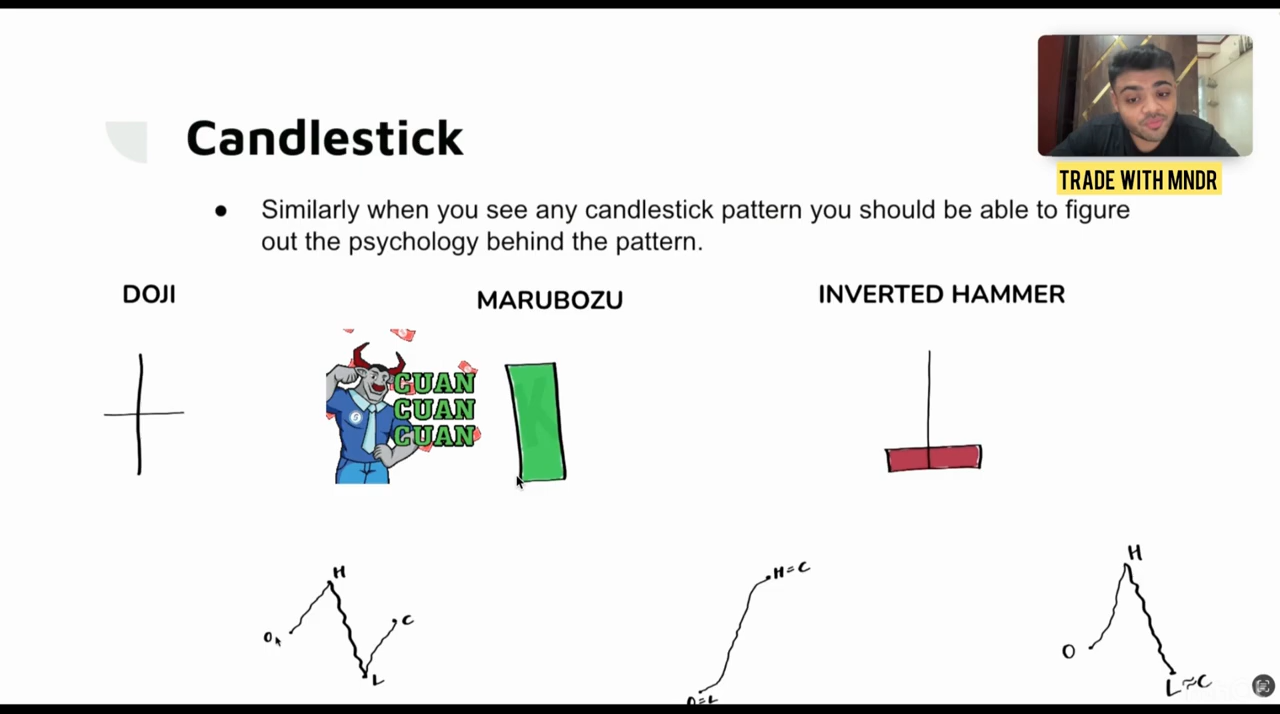 Candlestick
TRADE WITH MNDR
● Similarly when you see any candlestick pattern you should be able to figure
out the psychology behind the pattern.
DOJI
MARUBOZU
INVERTED HAMMER
CUAN
CUAN
CUAN
H
O
C
L
H=C
O=L
H
O
L≈C